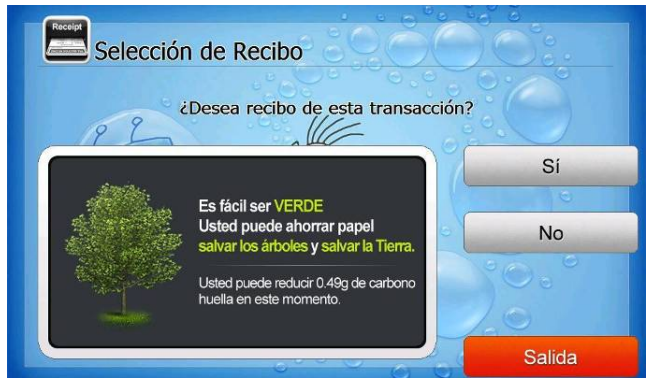 Receipt
Selección de Recibo
¿Desea recibo de esta transacción?
Es fácil ser VERDE
Usted puede ahorrar papel
salvar los árboles y salvar la Tierra.
Usted puede reducir 0.49g de carbono
huella en este momento.
Sí
No
Salida